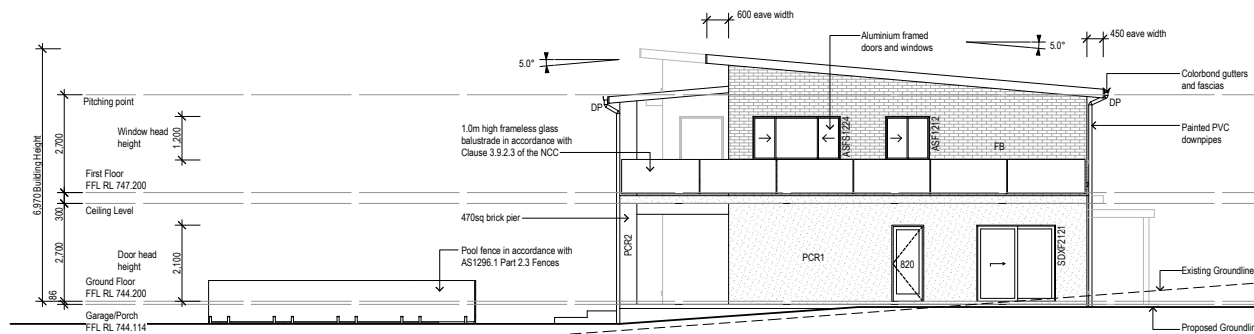 600 eave width
Aluminium framed
doors and windows
5.0°
450 eave width
5.0°
Colorbond gutters
and fascias
Pitching point
DP
DP
Window head
height
1,200
2,700
6,970 Building Height
1.0m high frameless glass
balustrade in accordance with
Clause 3.9.2.3 of the NCC
ASFS1224
ASF1212
FB
Painted PVC
downpipes
First Floor
FFL RL 747.200
300
Ceiling Level
470sq brick pier
PCR2
PCR1
820
SDXF2121
2,700
Door head
height
2,100
Pool fence in accordance with
AS1296.1 Part 2.3 Fences
Existing Groundline
Ground Floor
FFL RL 744.200
86
Garage/Porch
FFL RL 744.114
Proposed Groundlin